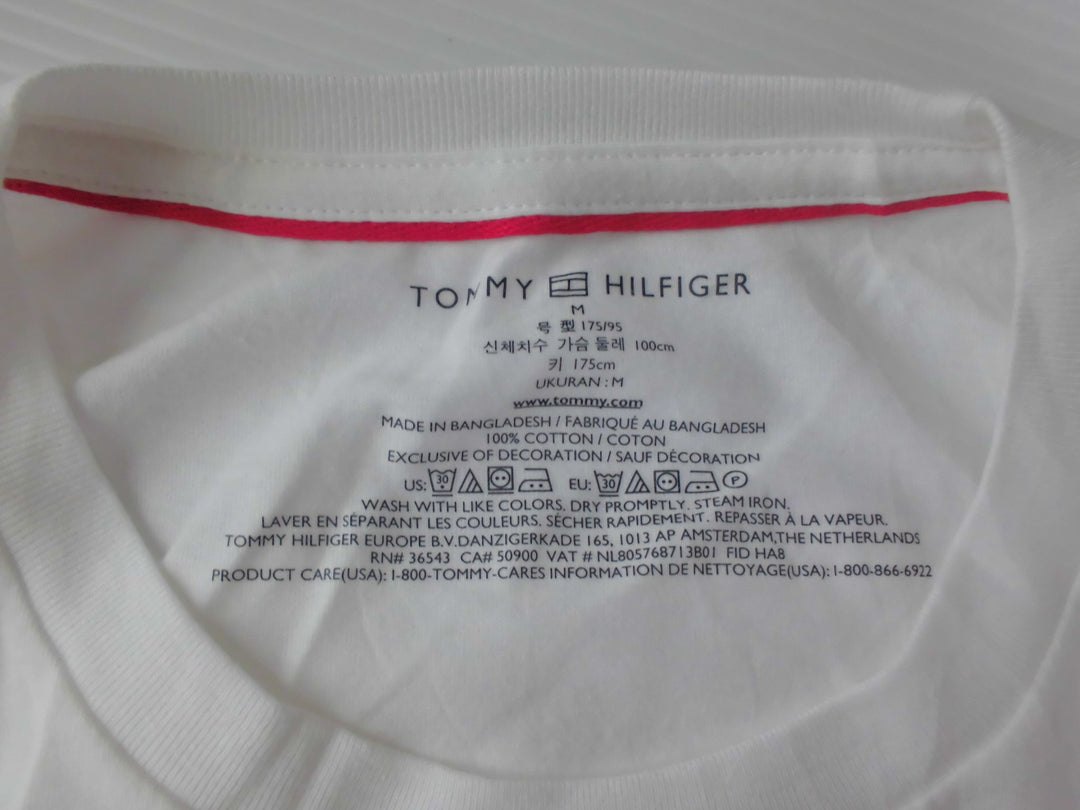 TOMMY HILFIGER
M
号 型 175/95
신체치수 가슴 둘레 100cm
키 175cm
UKURAN : M
www.tommy.com
MADE IN BANGLADESH / FABRIQUÉ AU BANGLADESH
100% COTTON / COTON
EXCLUSIVE OF DECORATION / SAUF DÉCORATION
US: 30 EU: 30 P
WASH WITH LIKE COLORS. DRY PROMPTLY. STEAM IRON.
LAVER EN SÉPARANT LES COULEURS. SÉCHER RAPIDEMENT. REPASSER À LA VAPEUR.
TOMMY HILFIGER EUROPE B.V.DANZIGERKADE 165, 1013 AP AMSTERDAM,THE NETHERLANDS
RN# 36543 CA# 50900 VAT # NL805768713B01 FID HA8
PRODUCT CARE(USA): 1-800-TOMMY-CARES INFORMATION DE NETTOYAGE(USA): 1-800-866-6922